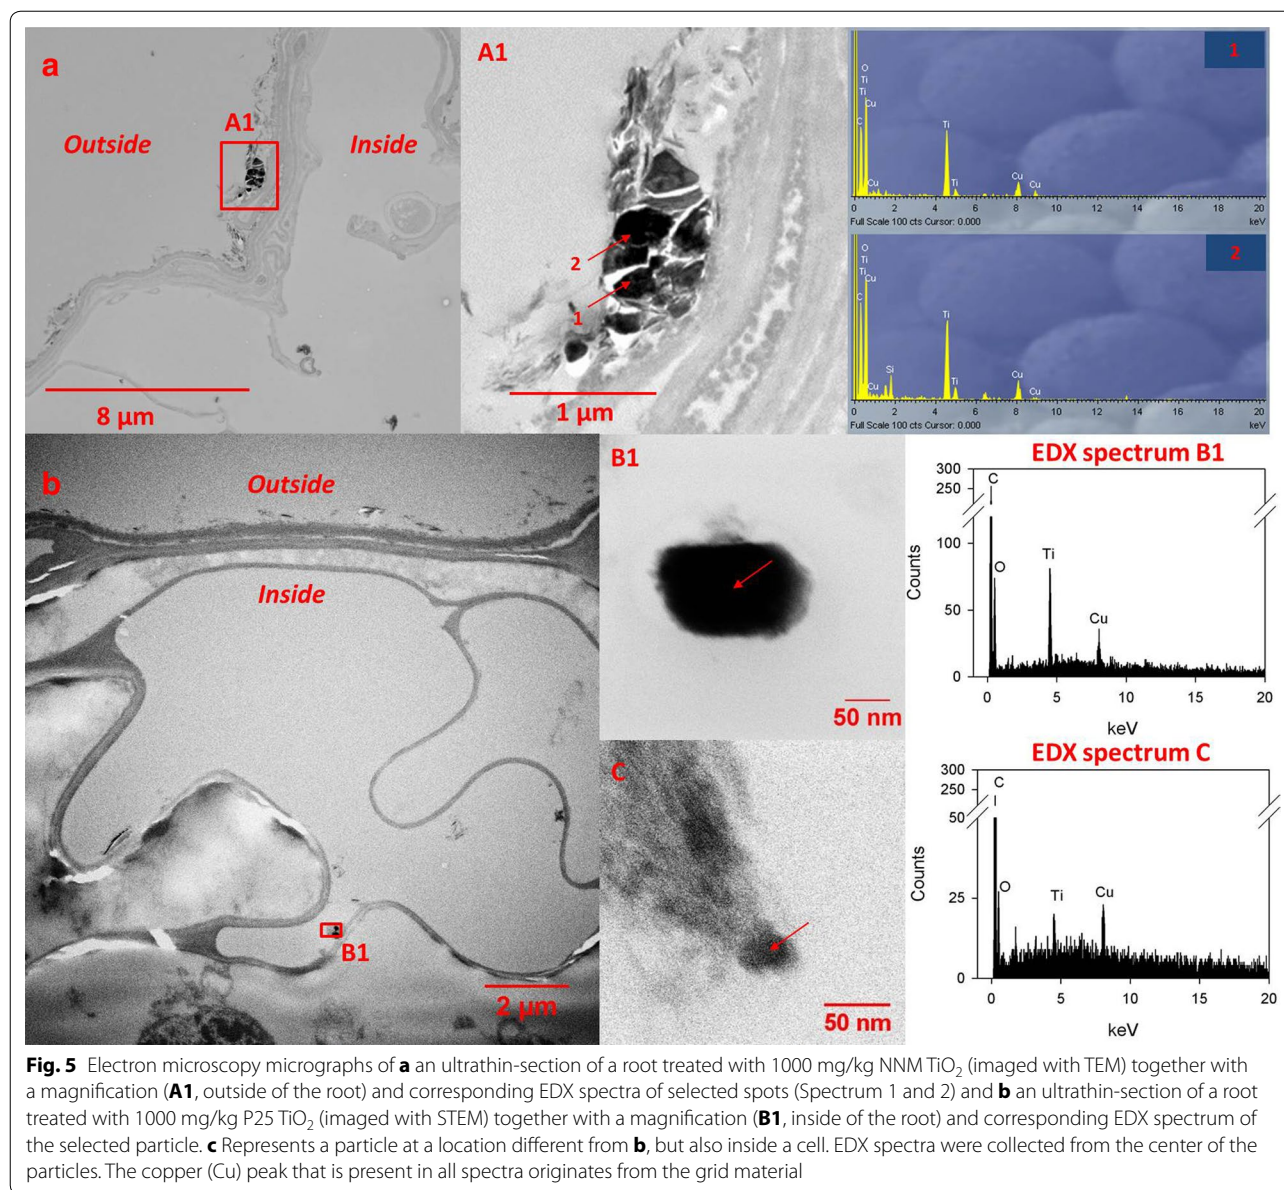 a
Outside
A1
Inside
8 µm
A1
2
1
1 µm
1
O
Ti
Ti
Cu
C
Cu
Ti
Ti
Cu
Cu
0 2 4 6 8 10 12 14 16 18 20
Full Scale 100 cts Cursor: 0.000
keV
2
O
Ti
Ti
Cu
C
Cu
Si
Ti
Ti
Cu
Cu
0 2 4 6 8 10 12 14 16 18 20
Full Scale 100 cts Cursor: 0.000
keV
b
Outside
Inside
B1
2 µm
B1
50 nm
C
50 nm
EDX spectrum B1
300
250
100
50
0
Counts
C
O
Ti
Cu
0 5 10 15 20
keV
EDX spectrum C
300
250
50
25
0
Counts
C
O
Ti
Cu
0 5 10 15 20
keV
Fig. 5 Electron microscopy micrographs of a an ultrathin-section of a root treated with 1000 mg/kg NNM TiO₂ (imaged with TEM) together with
a magnification (A1, outside of the root) and corresponding EDX spectra of selected spots (Spectrum 1 and 2) and b an ultrathin-section of a root
treated with 1000 mg/kg P25 TiO₂ (imaged with STEM) together with a magnification (B1, inside of the root) and corresponding EDX spectrum of
the selected particle. c Represents a particle at a location different from b, but also inside a cell. EDX spectra were collected from the center of the
particles. The copper (Cu) peak that is present in all spectra originates from the grid material